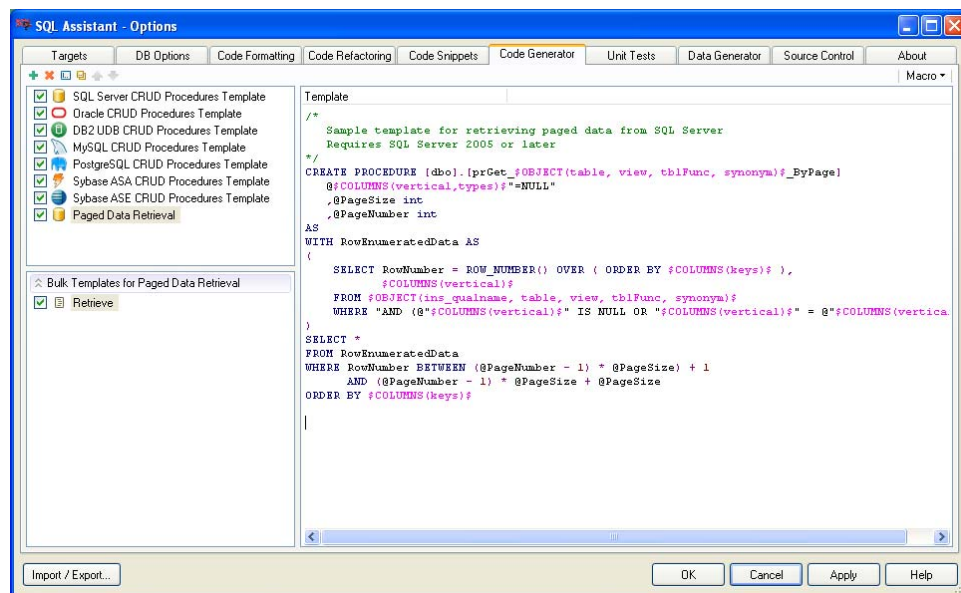 SQL Assistant - Options
Targets DB Options Code Formatting Code Refactoring Code Snippets Code Generator Unit Tests Data Generator Source Control About
Macro
SQL Server CRUD Procedures Template
Oracle CRUD Procedures Template
DB2 UDB CRUD Procedures Template
MySQL CRUD Procedures Template
PostgreSQL CRUD Procedures Template
Sybase ASA CRUD Procedures Template
Sybase ASE CRUD Procedures Template
Paged Data Retrieval
Bulk Templates for Paged Data Retrieval
Retrieve
Template
/*
Sample template for retrieving paged data from SQL Server
Requires SQL Server 2005 or later
*/
CREATE PROCEDURE [dbo].[prGet_$OBJECT(table, view, tblFunc, synonym)$_ByPage]
@$COLUMNS(vertical,types)$"=NULL"
,@PageSize int
,@PageNumber int
AS
WITH RowEnumeratedData AS
(
SELECT RowNumber = ROW_NUMBER() OVER ( ORDER BY $COLUMNS(keys)$ ),
$COLUMNS(vertical)$
FROM $OBJECT(ins_qualname, table, view, tblFunc, synonym)$
WHERE "AND (@"$COLUMNS(vertical)$" IS NULL OR "$COLUMNS(vertical)$" = @"$COLUMNS(vertica
)
SELECT *
FROM RowEnumeratedData
WHERE RowNumber BETWEEN (@PageNumber - 1) * @PageSize) + 1
AND (@PageNumber - 1) * @PageSize + @PageSize
ORDER BY $COLUMNS(keys)$
Import / Export... OK Cancel Apply Help